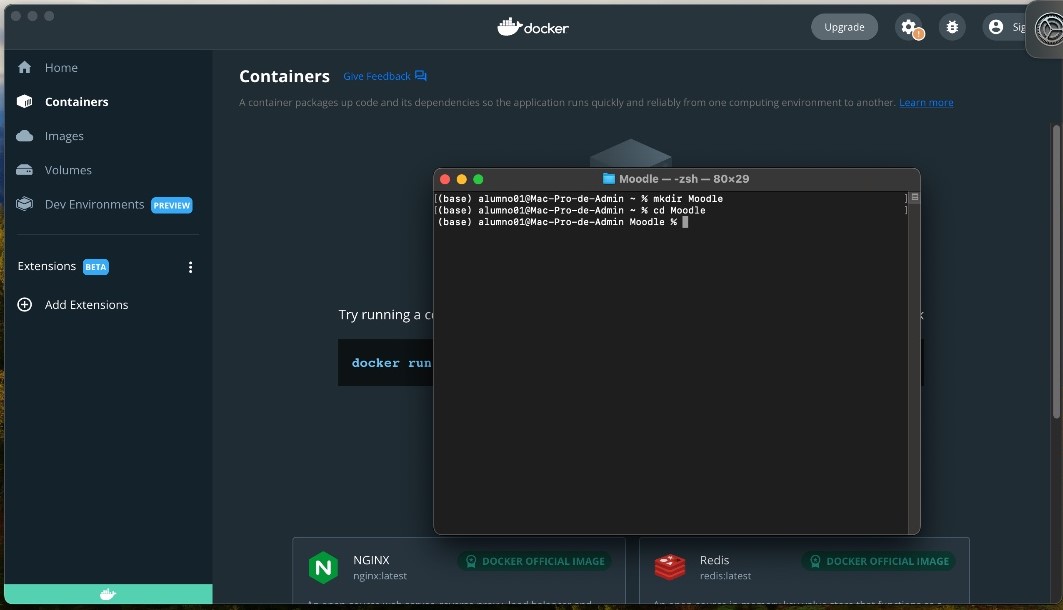 docker
Upgrade
!
Home
Containers
Images
Volumes
Dev Environments PREVIEW
Extensions BETA
Add Extensions
Containers Give Feedback
A container packages up code and its dependencies so the application runs quickly and reliably from one computing environment to another. Learn more
Try running a
docker run
Moodle — -zsh — 80×29
[(base) alumno01@Mac-Pro-de-Admin ~ % mkdir Moodle ]
[(base) alumno01@Mac-Pro-de-Admin ~ % cd Moodle ]
(base) alumno01@Mac-Pro-de-Admin Moodle %
NGINX
nginx:latest
DOCKER OFFICIAL IMAGE
Redis
redis:latest
DOCKER OFFICIAL IMAGE